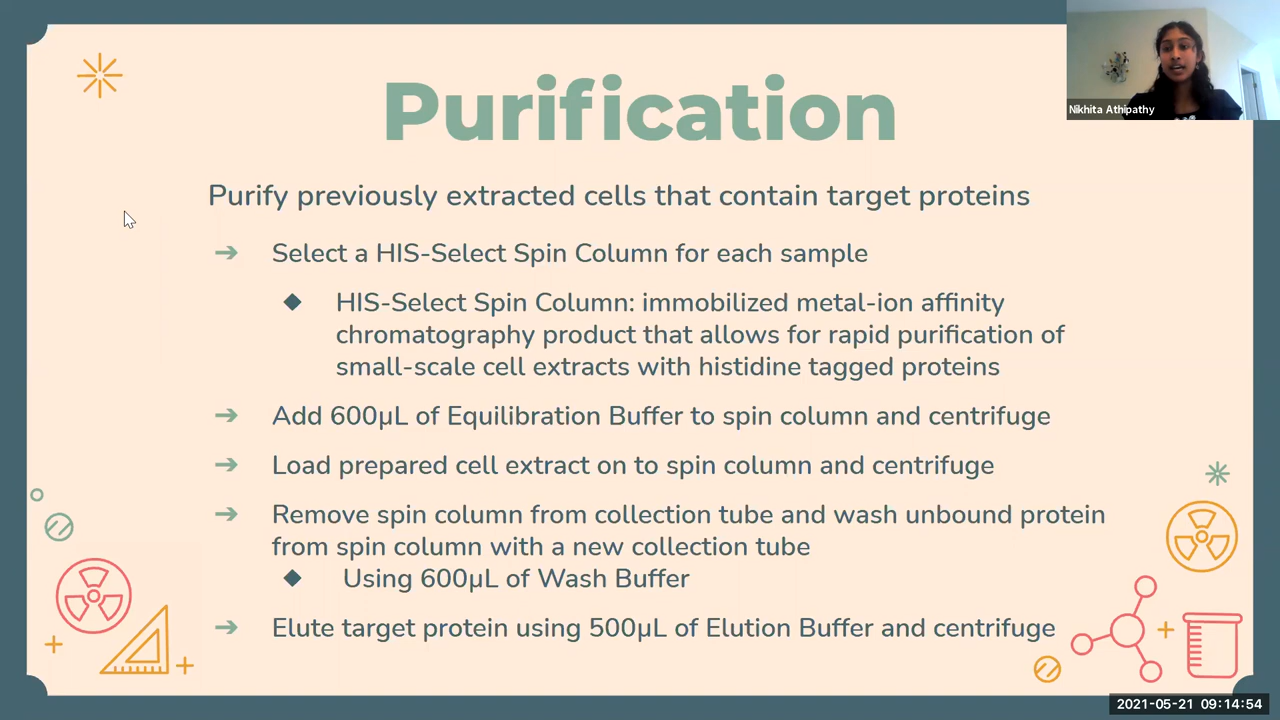 Purification
Nikhita Athipathy
Purify previously extracted cells that contain target proteins
➔ Select a HIS-Select Spin Column for each sample
◆ HIS-Select Spin Column: immobilized metal-ion affinity
chromatography product that allows for rapid purification of
small-scale cell extracts with histidine tagged proteins
➔ Add 600µL of Equilibration Buffer to spin column and centrifuge
➔ Load prepared cell extract on to spin column and centrifuge
➔ Remove spin column from collection tube and wash unbound protein
from spin column with a new collection tube
◆ Using 600µL of Wash Buffer
➔ Elute target protein using 500µL of Elution Buffer and centrifuge
2021-05-21 09:14:54